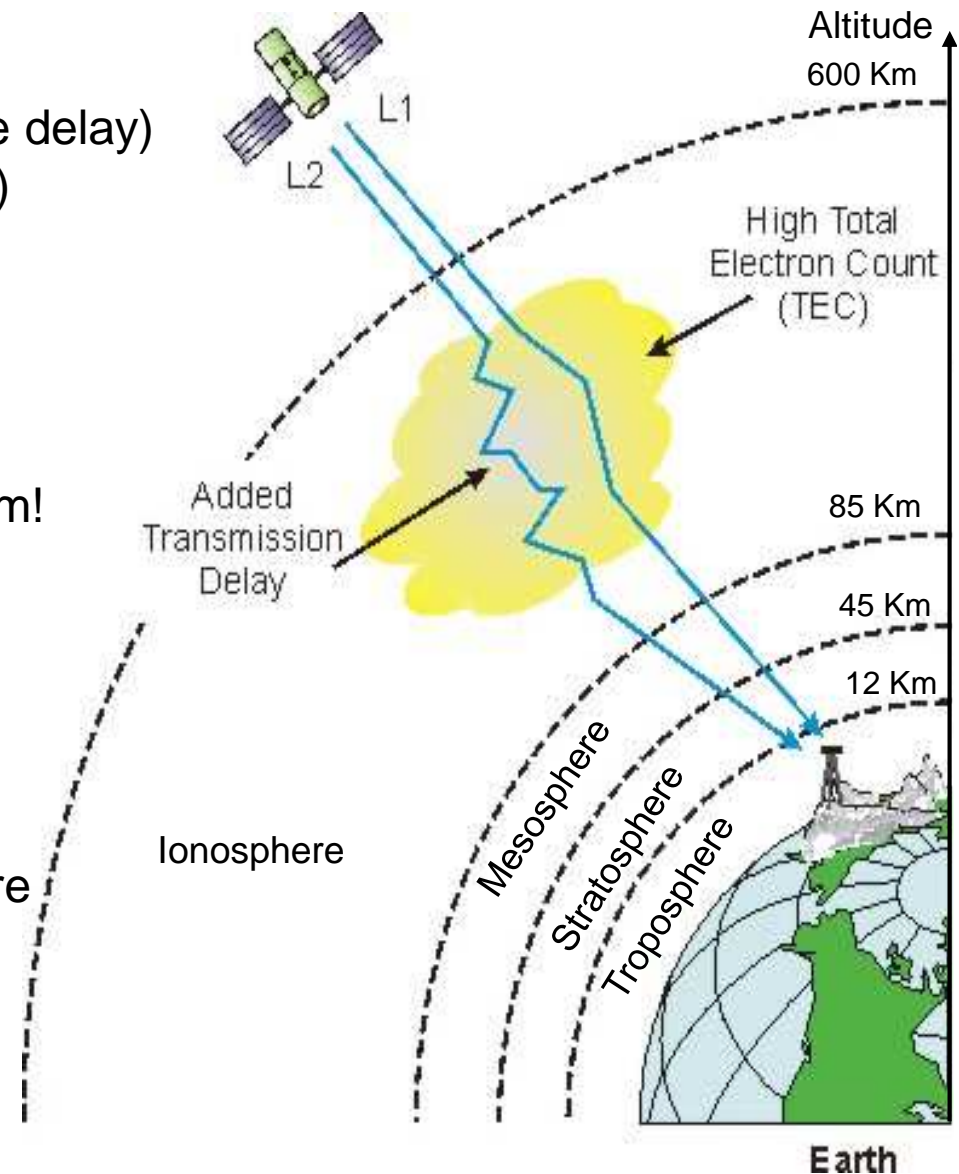 Altitude
600 Km
e delay)
)
L1
L2
High Total
Electron Count
(TEC)
m!
Added
Transmission
Delay
85 Km
45 Km
12 Km
Mesosphere
Stratosphere
Troposphere
Ionosphere
re
Earth